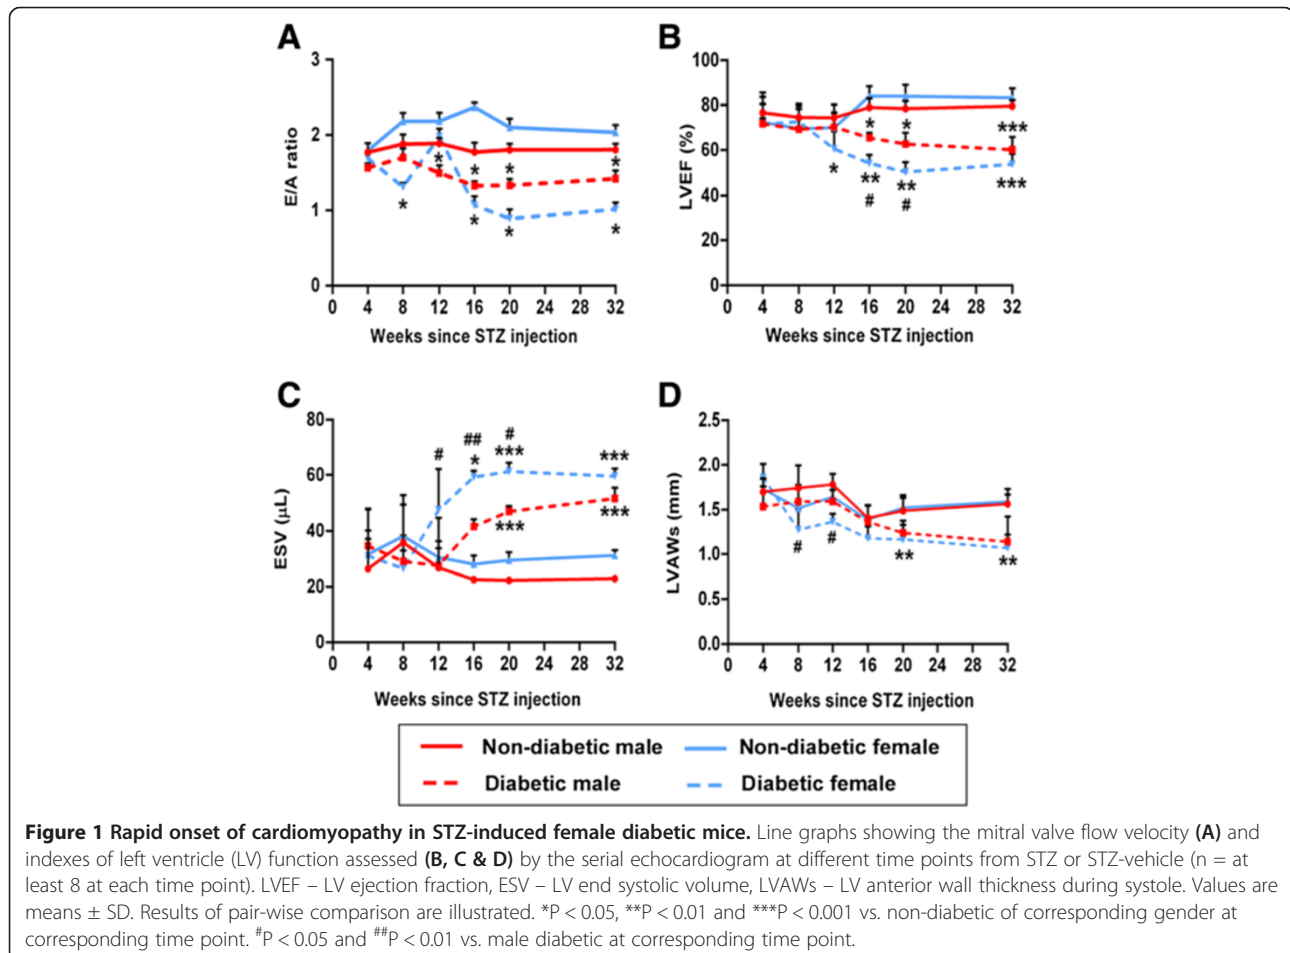 A
3
2
1
0
E/A ratio
*
*
*
*
*
*
*
*
0 4 8 12 16 20 24 28 32
Weeks since STZ injection
B
100
80
60
40
20
0
LVEF (%)
* * ***
* ** ** ***
# #
0 4 8 12 16 20 24 28 32
Weeks since STZ injection
C
80
60
40
20
0
ESV (µL)
# ## #
* *** ***
*** ***
0 4 8 12 16 20 24 28 32
Weeks since STZ injection
D
2.5
2.0
1.5
1.0
0.5
0.0
LVAWs (mm)
# # ** **
0 4 8 12 16 20 24 28 32
Weeks since STZ injection
Non-diabetic male Non-diabetic female
Diabetic male Diabetic female
Figure 1 Rapid onset of cardiomyopathy in STZ-induced female diabetic mice. Line graphs showing the mitral valve flow velocity (A) and
indexes of left ventricle (LV) function assessed (B, C & D) by the serial echocardiogram at different time points from STZ or STZ-vehicle (n = at
least 8 at each time point). LVEF – LV ejection fraction, ESV – LV end systolic volume, LVAWs – LV anterior wall thickness during systole. Values are
means ± SD. Results of pair-wise comparison are illustrated. *P < 0.05, **P < 0.01 and ***P < 0.001 vs. non-diabetic of corresponding gender at
corresponding time point. #P < 0.05 and ##P < 0.01 vs. male diabetic at corresponding time point.